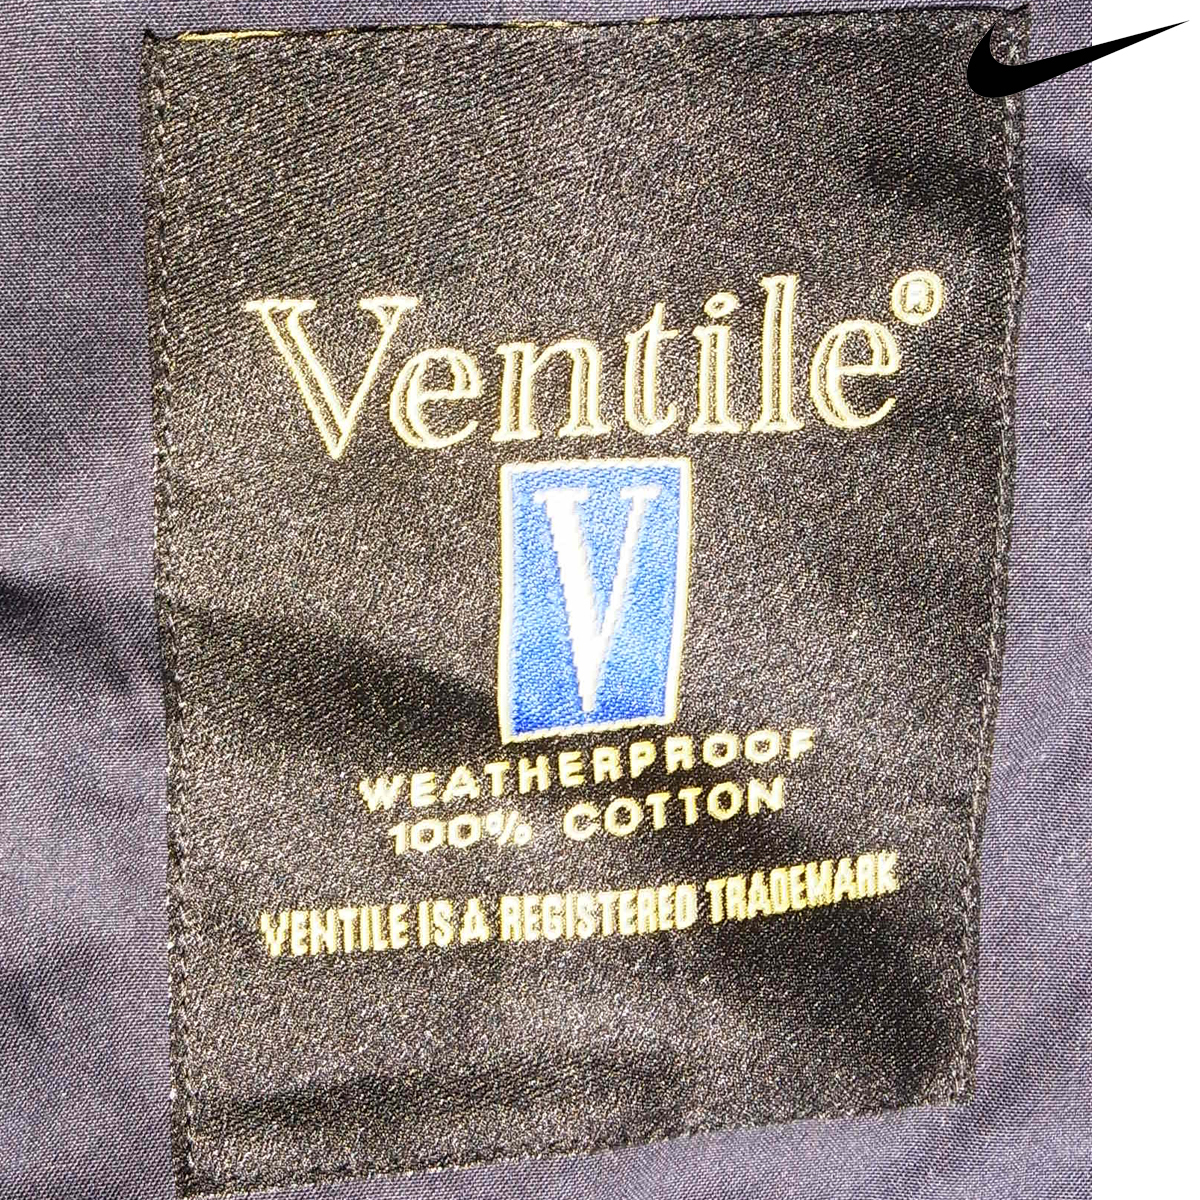 Ventile®
V
WEATHERPROOF
100% COTTON
VENTILE IS A REGISTERED TRADEMARK